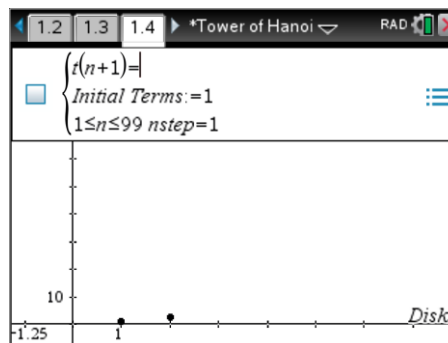 1.2 1.3 1.4 *Tower of Hanoi RAD
t(n+1)=
Initial Terms:=1
1≤n≤99 nstep=1
10
Disk
-1.25 1